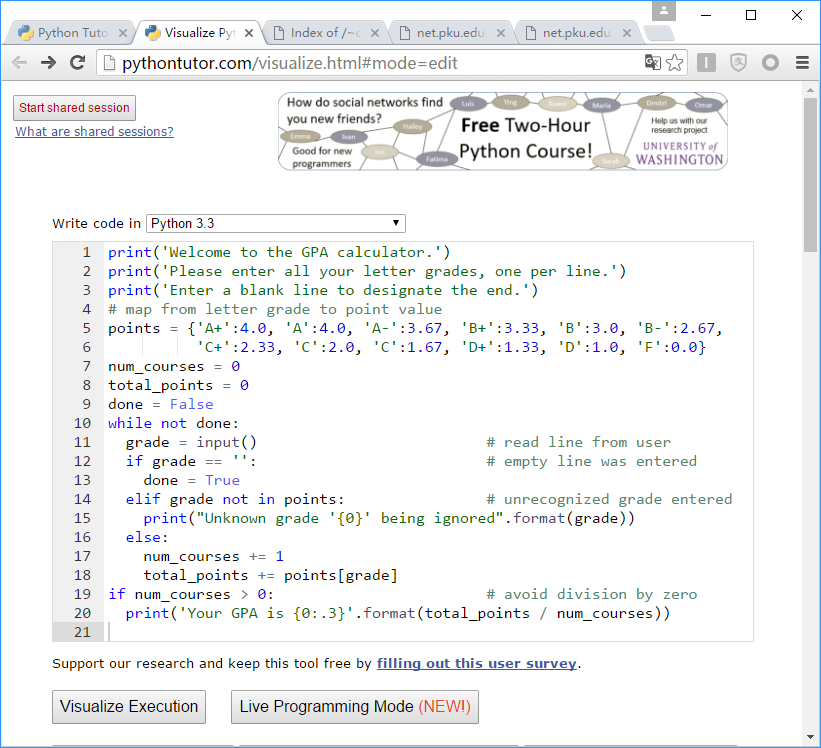 Python Tuto
Visualize Pyt
Index of /~c
net.pku.edu
net.pku.edu
pythontutor.com/visualize.html#mode=edit
Start shared session
What are shared sessions?
How do social networks find
you new friends?
Good for new
programmers
Luis
Ying
Maria
Dmitri
Omar
Hailey
Emma
Ivan
Fatima
Sarah
Free Two-Hour
Python Course!
Help us with our
research project
UNIVERSITY of
WASHINGTON
Write code in Python 3.3
1 print('Welcome to the GPA calculator.')
2 print('Please enter all your letter grades, one per line.')
3 print('Enter a blank line to designate the end.')
4 # map from letter grade to point value
5 points = {'A+':4.0, 'A':4.0, 'A-':3.67, 'B+':3.33, 'B':3.0, 'B-':2.67,
6           'C+':2.33, 'C':2.0, 'C':1.67, 'D+':1.33, 'D':1.0, 'F':0.0}
7 num_courses = 0
8 total_points = 0
9 done = False
10 while not done:
11   grade = input()                          # read line from user
12   if grade == '':                          # empty line was entered
13     done = True
14   elif grade not in points:                # unrecognized grade entered
15     print("Unknown grade '{0}' being ignored".format(grade))
16   else:
17     num_courses += 1
18     total_points += points[grade]
19 if num_courses > 0:                        # avoid division by zero
20   print('Your GPA is {0:.3}'.format(total_points / num_courses))
21
Support our research and keep this tool free by filling out this user survey.
Visualize Execution
Live Programming Mode (NEW!)